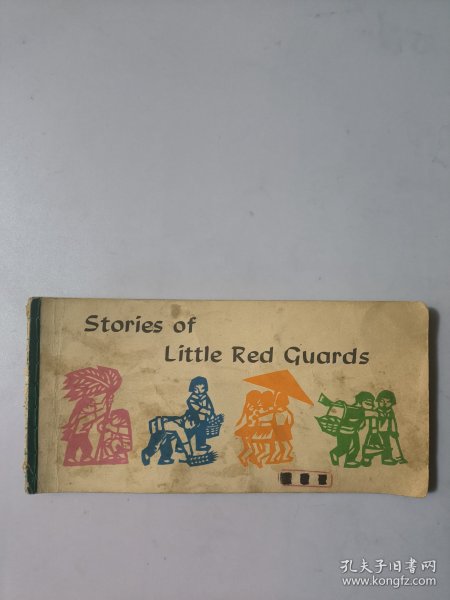 Stories of
Little Red Guards
孔夫子旧书网
www.kongfz.com